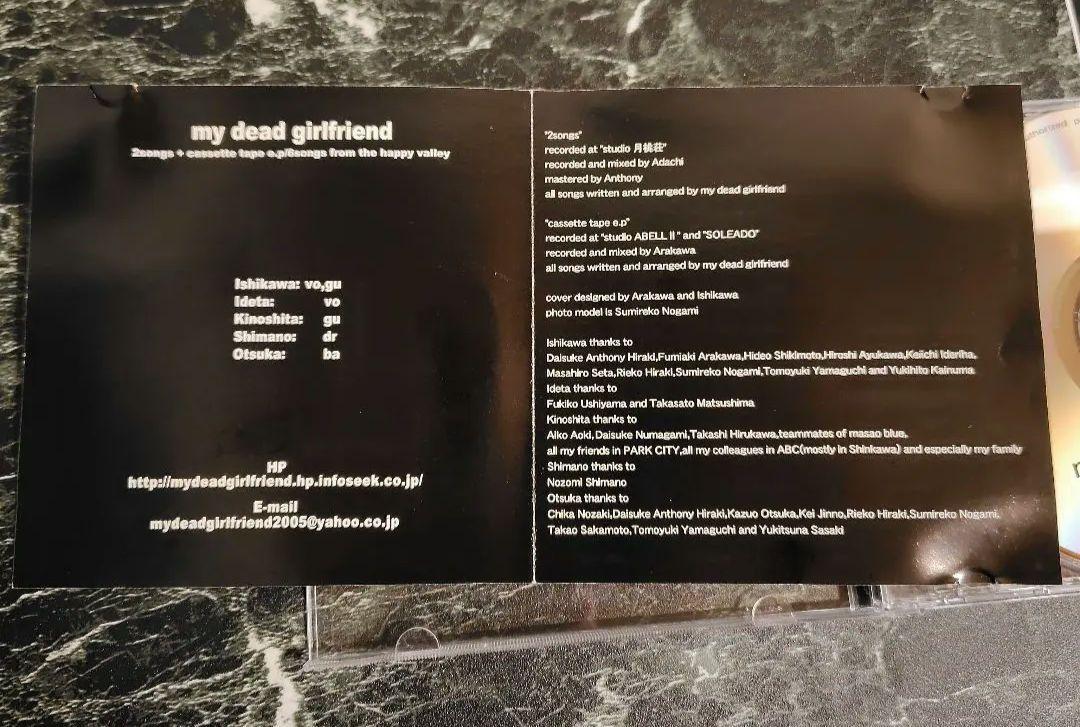 my dead girlfriend
2songs + cassette tape e.p/6songs from the happy valley
Ishikawa: vo,gu
Ideta: vo
Kinoshita: gu
Shimano: dr
Otsuka: ba
HP
http://mydeadgirlfriend.hp.infoseek.co.jp/
E-mail
mydeadgirlfriend2005@yahoo.co.jp
"2songs"
recorded at "studio 月桃荘"
recorded and mixed by Adachi
mastered by Anthony
all songs written and arranged by my dead girlfriend
"cassette tape e.p"
recorded at "studio ABELL II" and "SOLEADO"
recorded and mixed by Arakawa
all songs written and arranged by my dead girlfriend
cover designed by Arakawa and Ishikawa
photo model is Sumireko Nogami
Ishikawa thanks to
Daisuke Anthony Hiraki,Fumiaki Arakawa,Hideo Shikimoto,Hiroshi Ayukawa,Keiichi Ideriha,
Masahiro Seta,Rieko Hiraki,Sumireko Nogami,Tomoyuki Yamaguchi and Yukihito Kainuma
Ideta thanks to
Fukiko Ushiyama and Takasato Matsushima
Kinoshita thanks to
Aiko Aoki,Daisuke Numagami,Takashi Hirukawa,teammates of masao blue,
all my friends in PARK CITY,all my colleagues in ABC(mostly in Shinkawa) and especially my family
Shimano thanks to
Nozomi Shimano
Otsuka thanks to
Chika Nozaki,Daisuke Anthony Hiraki,Kazuo Otsuka,Kei Jinno,Rieko Hiraki,Sumireko Nogami,
Takao Sakamoto,Tomoyuki Yamaguchi and Yukitsuna Sasaki